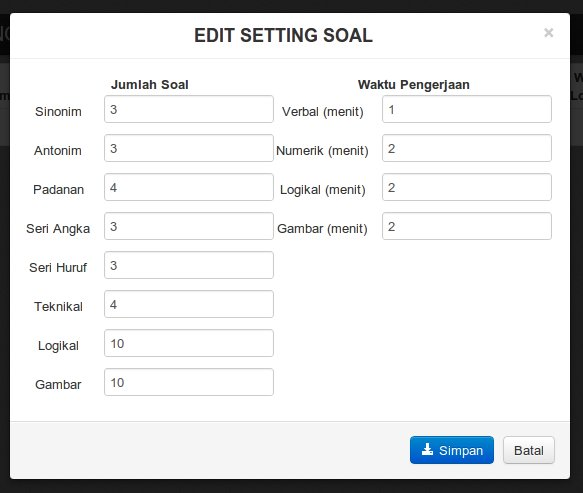 EDIT SETTING SOAL ×
Jumlah Soal Waktu Pengerjaan
Sinonim 3 Verbal (menit) 1
Antonim 3 Numerik (menit) 2
Padanan 4 Logikal (menit) 2
Seri Angka 3 Gambar (menit) 2
Seri Huruf 3
Teknikal 4
Logikal 10
Gambar 10
Simpan Batal